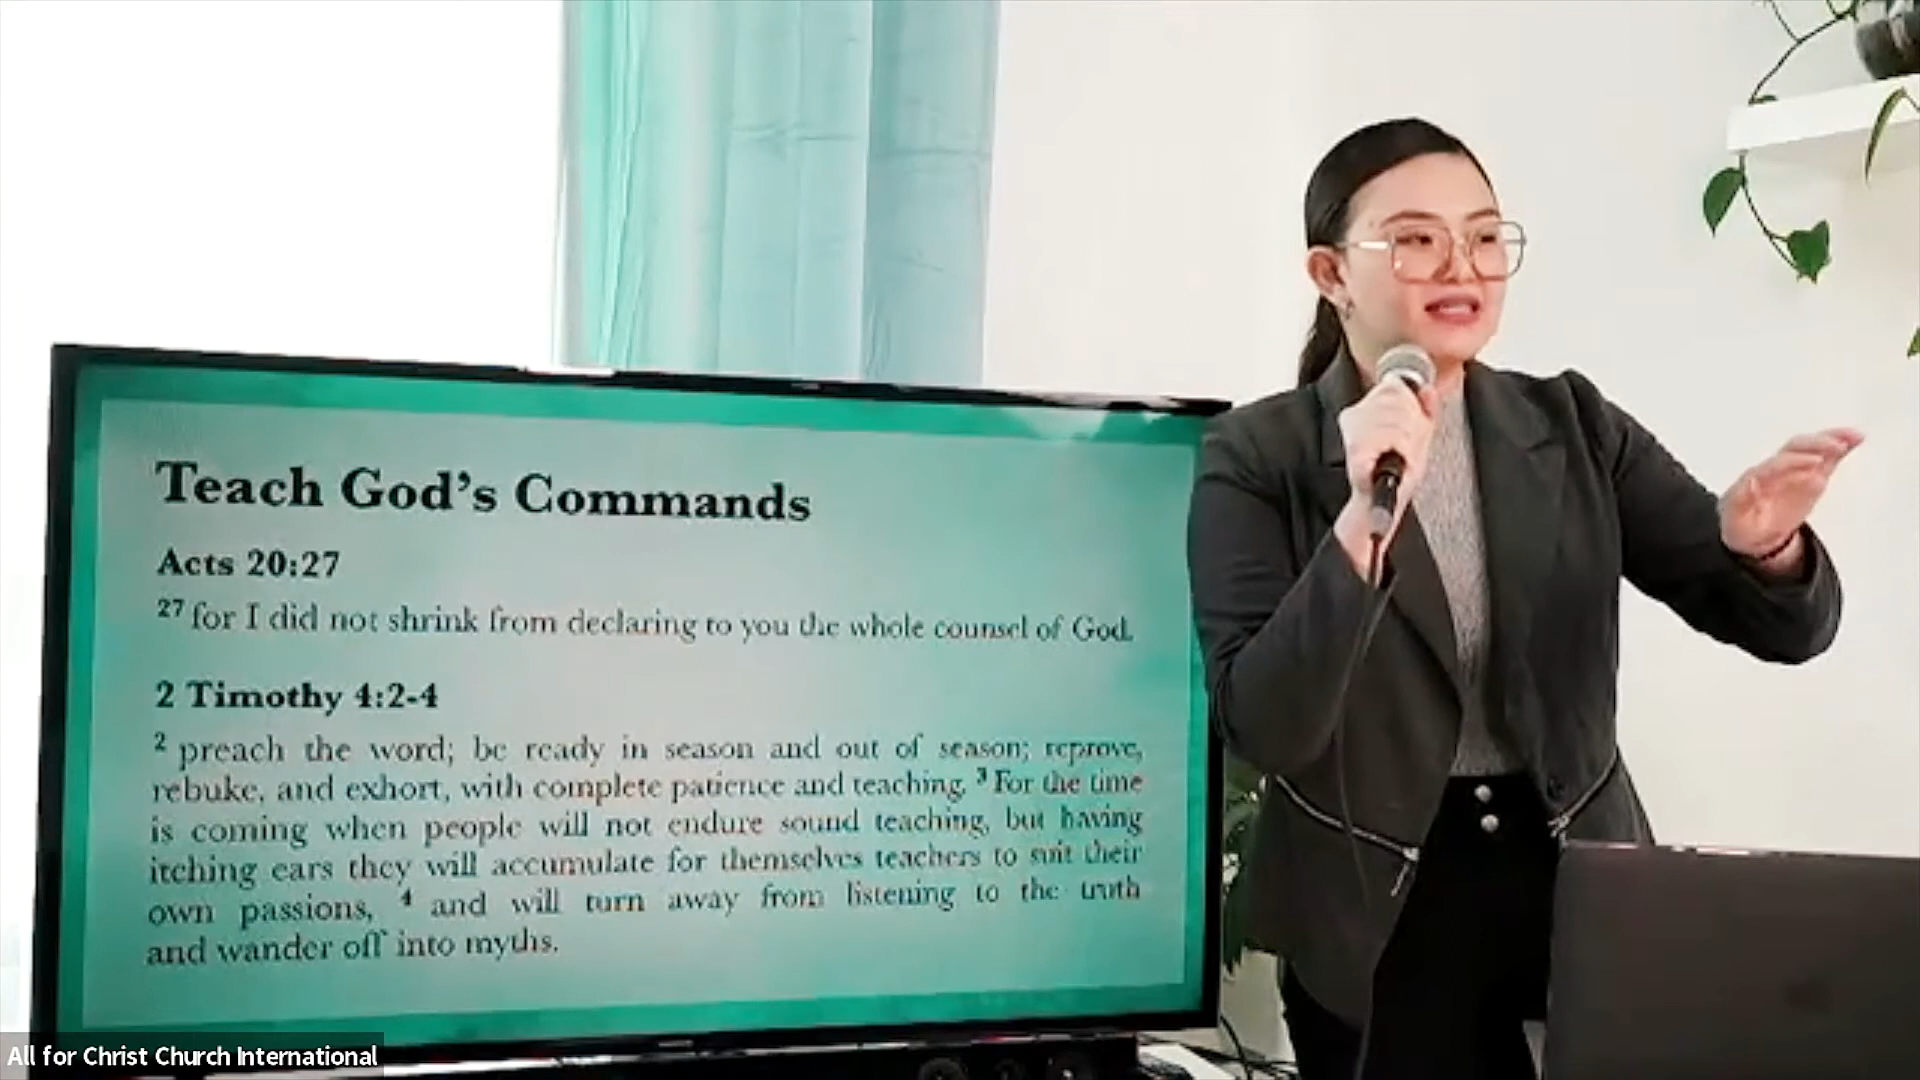 Teach God's Commands
Acts 20:27
27 for I did not shrink from declaring to you the whole counsel of God.
2 Timothy 4:2-4
2 preach the word; be ready in season and out of season; reprove,
rebuke, and exhort, with complete patience and teaching. 3 For the time
is coming when people will not endure sound teaching, but having
itching ears they will accumulate for themselves teachers to suit their
own passions, 4 and will turn away from listening to the truth
and wander off into myths.
All for Christ Church International